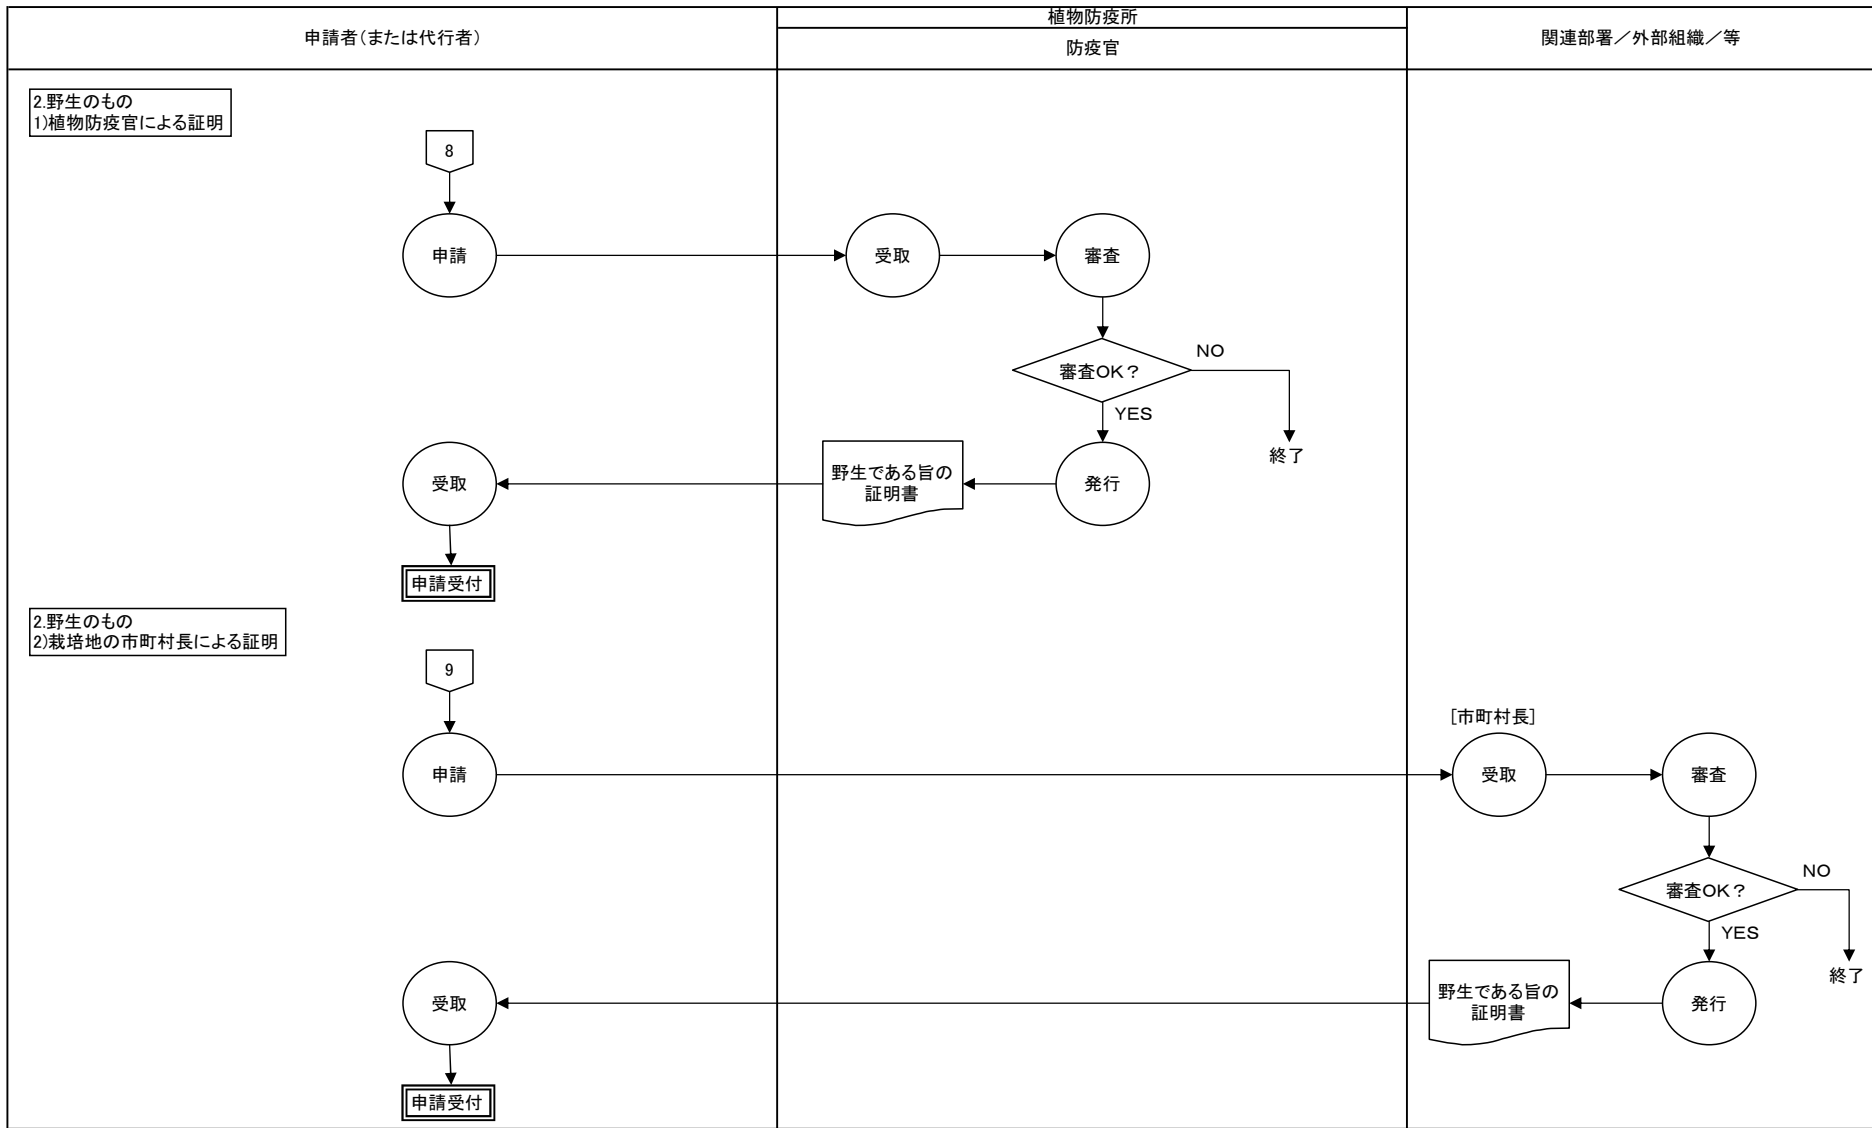 申請者(または代行者)
植物防疫所
防疫官
関連部署／外部組織／等
2.野生のもの
1)植物防疫官による証明
8
申請
受取
審査
審査OK？
NO
YES
終了
受取
野生である旨の
証明書
発行
申請受付
2.野生のもの
2)栽培地の市町村長による証明
9
[市町村長]
申請
受取
審査
審査OK？
NO
YES
終了
受取
野生である旨の
証明書
発行
申請受付